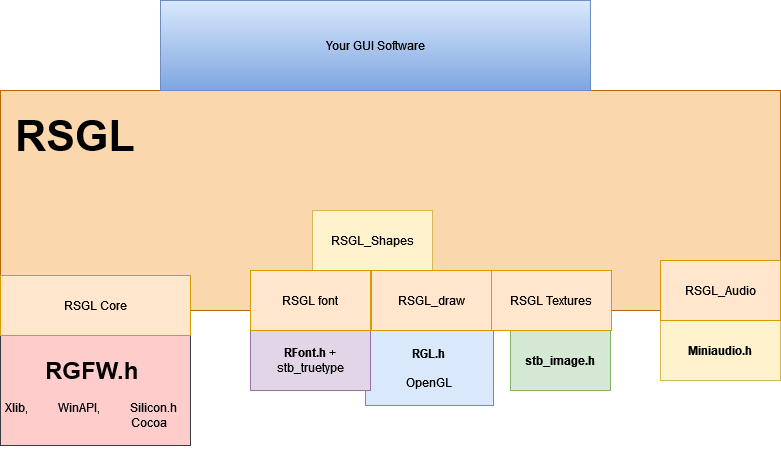 Your GUI Software
RSGL
RSGL_Shapes
RSGL Core
RSGL font
RSGL_draw
RSGL Textures
RSGL_Audio
RGFW.h
Xlib, WinAPI, Silicon.h
Cocoa
RFont.h +
stb_truetype
RGL.h
OpenGL
stb_image.h
Miniaudio.h